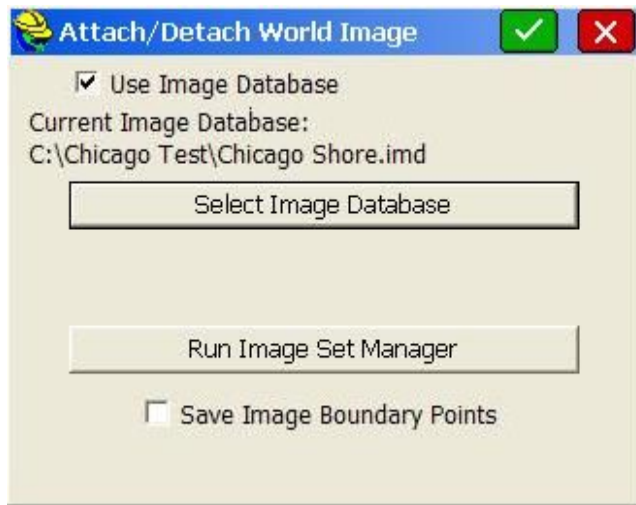 Attach/Detach World Image
Use Image Database
Current Image Database:
C:\Chicago Test\Chicago Shore.imd
Select Image Database
Run Image Set Manager
Save Image Boundary Points